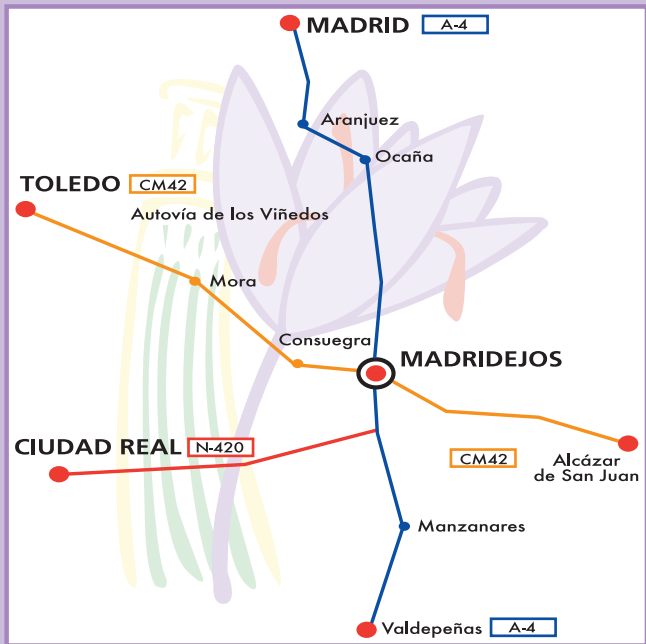 MADRID A-4
Aranjuez
Ocaña
TOLEDO CM42
Autovía de los Viñedos
Mora
Consuegra
MADRIDEJOS
CIUDAD REAL N-420
CM42
Alcázar
de San Juan
Manzanares
Valdepeñas A-4